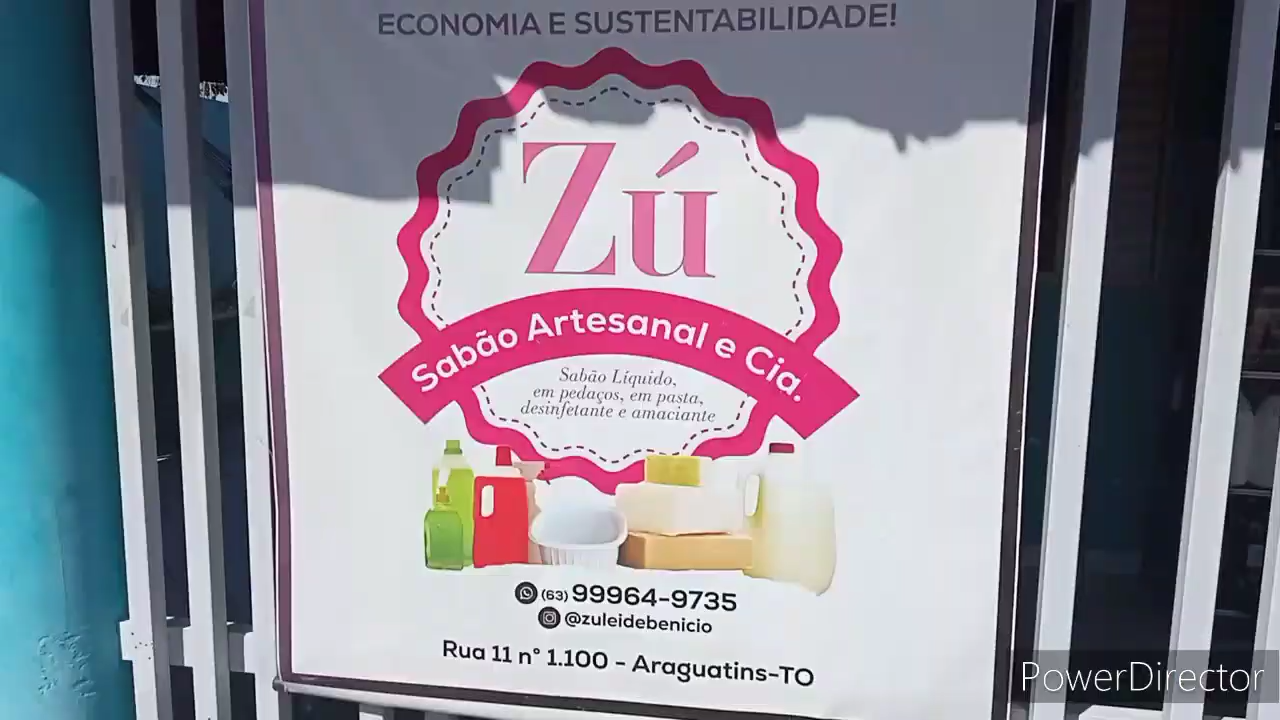 ECONOMIA E SUSTENTABILIDADE!
Zú
Sabão Artesanal e Cia.
Sabão Líquido,
em pedaços, em pasta,
desinfetante e amaciante
(63) 99964-9735
@zuleidebenicio
Rua 11 n° 1.100 - Araguatins-TO
PowerDirector